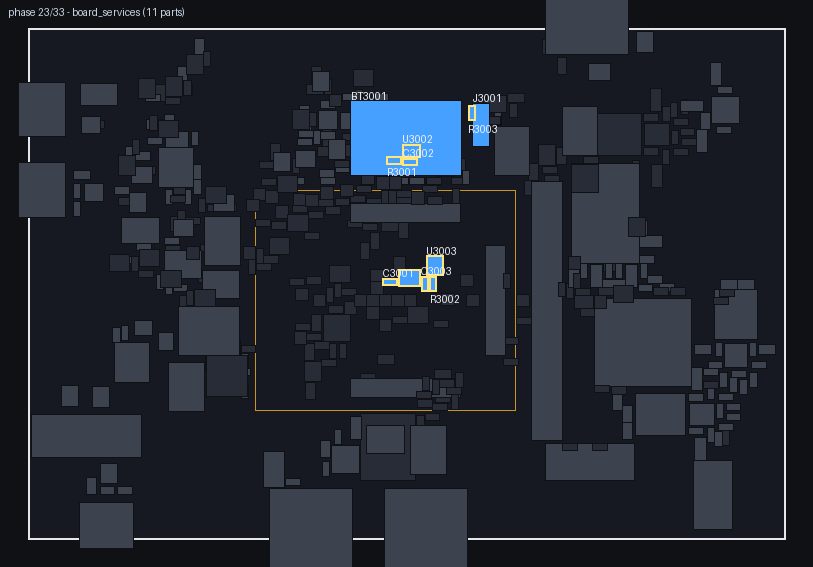 phase 23/33 - board_services (11 parts)
BT3001
J3001
R3003
U3002
C3002
R3001
U3003
C3001
C3003
R3002